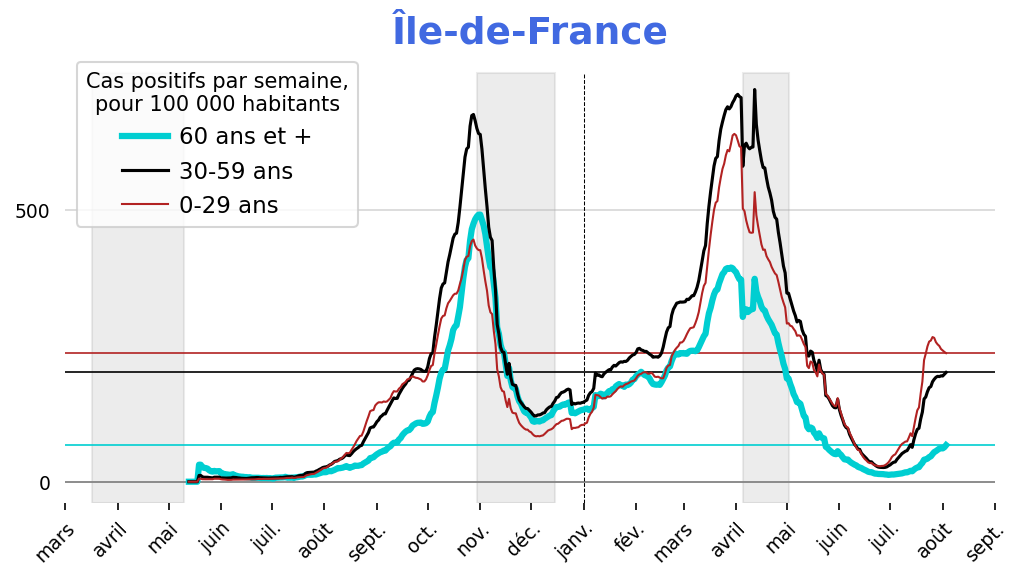 Île-de-France
Cas positifs par semaine,
pour 100 000 habitants
60 ans et +
30-59 ans
0-29 ans
500
0
mars avril mai juin juil. août sept. oct. nov. déc. janv. fév. mars avril mai juin juil. août sept.